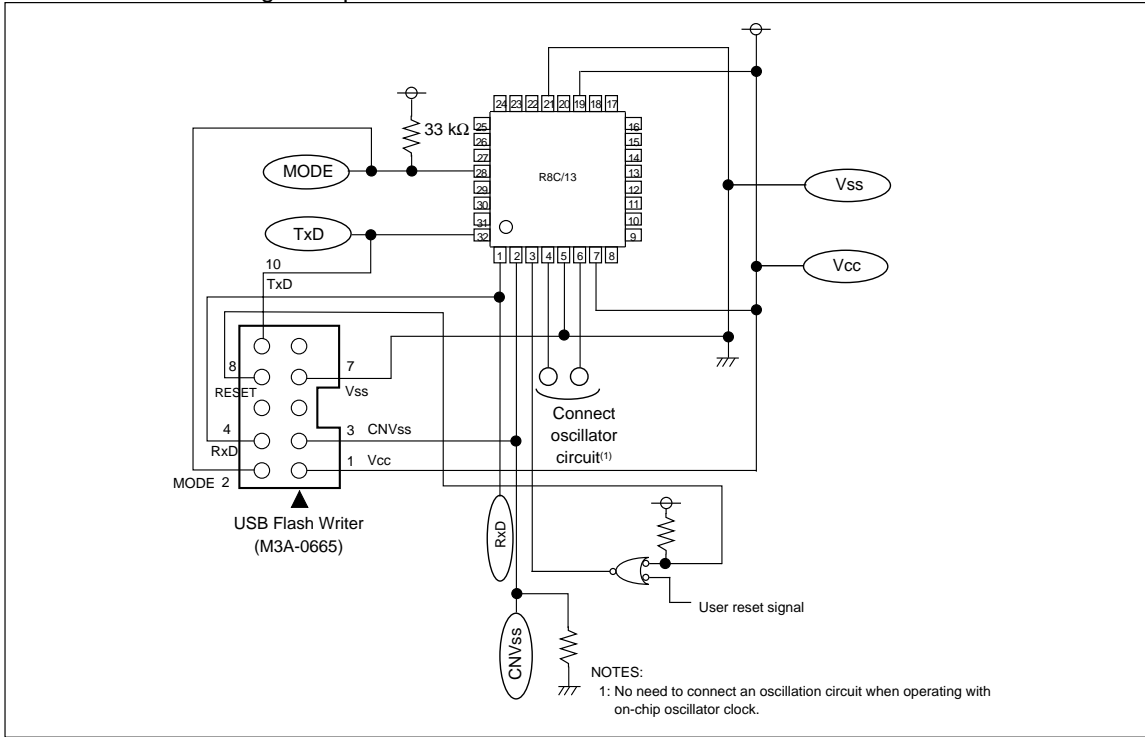 24 23 22 21 20 19 18 17
33 kΩ
25
26
27
28
29
30
31
32
16
15
14
13
12
11
10
9
R8C/13
1 2 3 4 5 6 7 8
MODE
TxD
Vss
Vcc
10
TxD
8
RESET
7
Vss
4
RxD
3 CNVss
1 Vcc
MODE 2
USB Flash Writer
(M3A-0665)
Connect
oscillator
circuit(1)
RxD
CNVss
User reset signal
NOTES:
1: No need to connect an oscillation circuit when operating with
on-chip oscillator clock.